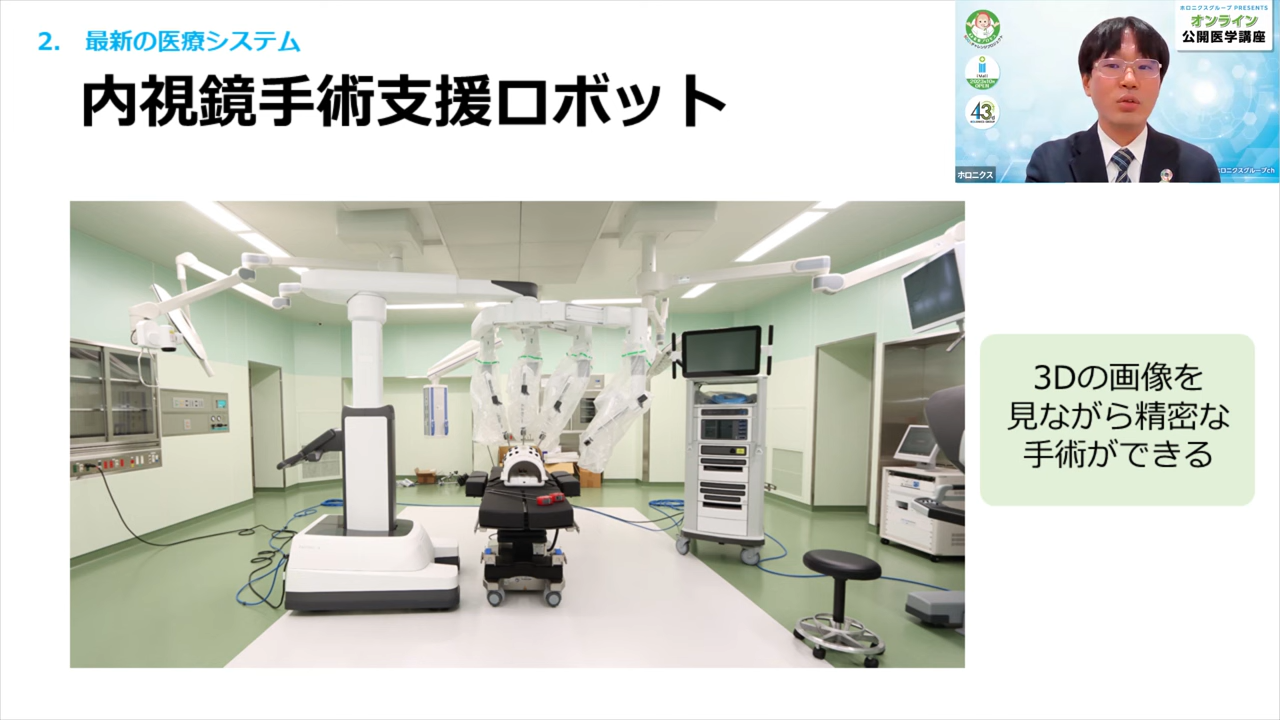 2. 最新の医療システム
内視鏡手術支援ロボット
ホロニクスグループ PRESENTS
オンライン
公開医学講座
OPEN
43
ホロニクス
ロニクスグループch
3Dの画像を
見ながら精密な
手術ができる